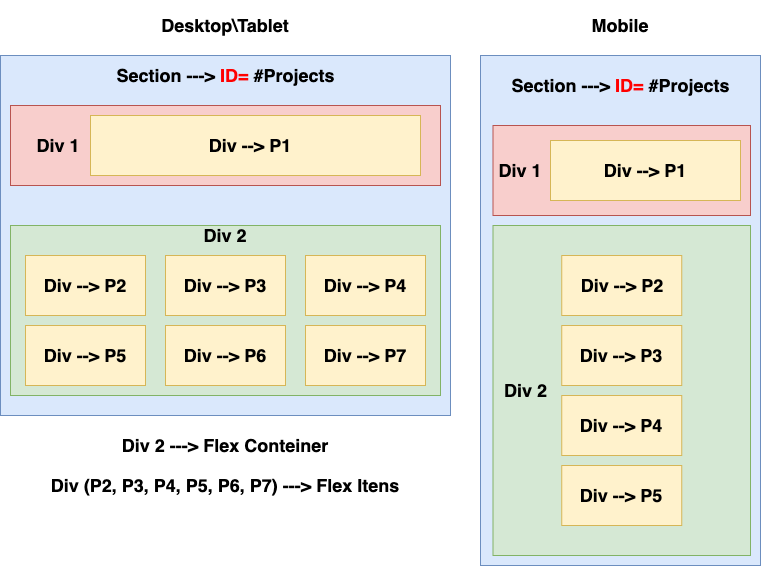 Desktop\Tablet
Section ---> ID= #Projects
Div 1
Div --> P1
Div 2
Div --> P2
Div --> P3
Div --> P4
Div --> P5
Div --> P6
Div --> P7
Div 2 ---> Flex Conteiner
Div (P2, P3, P4, P5, P6, P7) ---> Flex Itens
Mobile
Section ---> ID= #Projects
Div 1
Div --> P1
Div 2
Div --> P2
Div --> P3
Div --> P4
Div --> P5